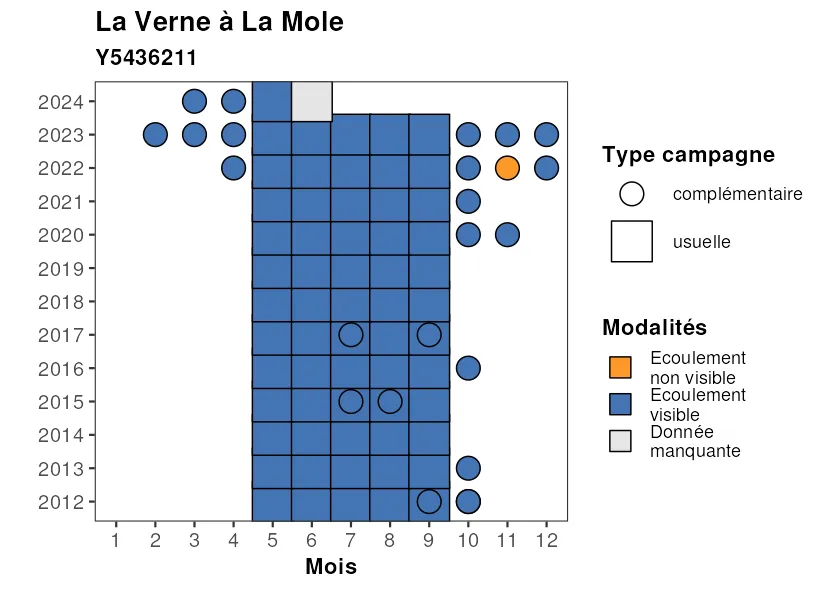 La Verne à La Mole
Y5436211
2024
2023
2022
2021
2020
2019
2018
2017
2016
2015
2014
2013
2012
1 2 3 4 5 6 7 8 9 10 11 12
Mois
Type campagne
complémentaire
usuelle
Modalités
Ecoulement
non visible
Ecoulement
visible
Donnée
manquante